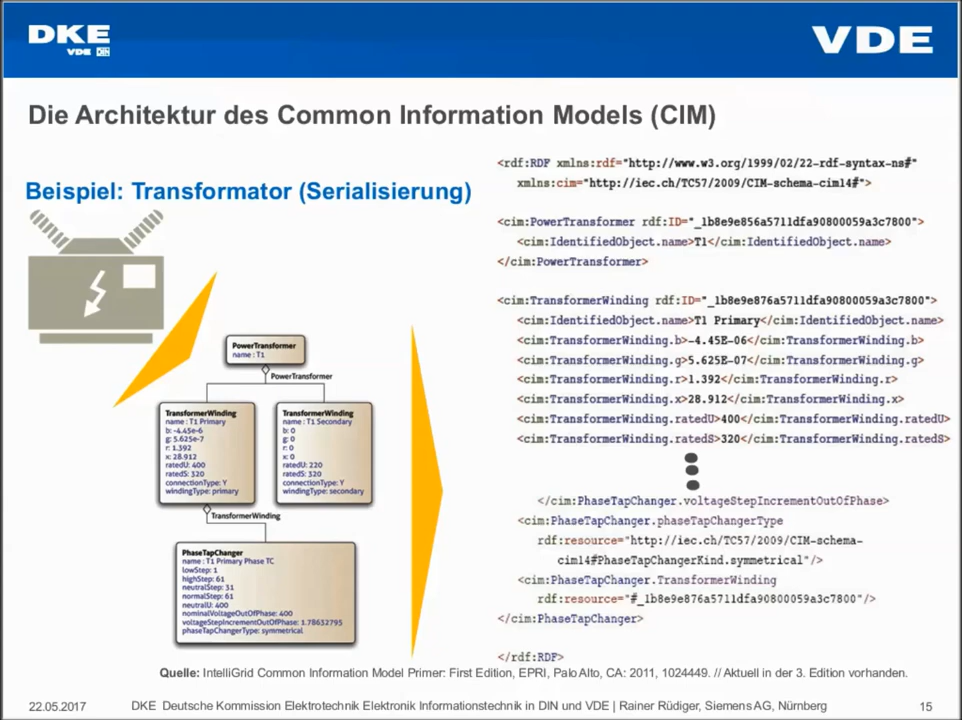 DKE
VDE DIN
VDE
Die Architektur des Common Information Models (CIM)
Beispiel: Transformator (Serialisierung)
PowerTransformer
name : T1
PowerTransformer
TransformerWinding
name : T1 Primary
b: -4.45e-6
g: 5.625e-7
r: 1.392
x: 28.912
ratedU: 400
ratedS: 320
connectionType: Y
windingType: primary
TransformerWinding
name : T1 Secondary
b: 0
g: 0
r: 0
x: 0
ratedU: 220
ratedS: 320
connectionType: Y
windingType: secondary
TransformerWinding
PhaseTapChanger
name : T1 Primary Phase TC
lowStep: 1
highStep: 61
neutralStep: 31
normalStep: 61
neutralU: 400
nominalVoltageOutOfPhase: 400
voltageStepIncrementOutOfPhase: 1.78632795
phaseTapChangerType: symmetrical
<rdf:RDF xmlns:rdf="http://www.w3.org/1999/02/22-rdf-syntax-ns#"
xmlns:cim="http://iec.ch/TC57/2009/CIM-schema-cim14#">
<cim:PowerTransformer rdf:ID="_1b8e9e856a5711dfa90800059a3c7800">
<cim:IdentifiedObject.name>T1</cim:IdentifiedObject.name>
</cim:PowerTransformer>
<cim:TransformerWinding rdf:ID="_1b8e9e876a5711dfa90800059a3c7800">
<cim:IdentifiedObject.name>T1 Primary</cim:IdentifiedObject.name>
<cim:TransformerWinding.b>-4.45E-06</cim:TransformerWinding.b>
<cim:TransformerWinding.g>5.625E-07</cim:TransformerWinding.g>
<cim:TransformerWinding.r>1.392</cim:TransformerWinding.r>
<cim:TransformerWinding.x>28.912</cim:TransformerWinding.x>
<cim:TransformerWinding.ratedU>400</cim:TransformerWinding.ratedU>
<cim:TransformerWinding.ratedS>320</cim:TransformerWinding.ratedS>
</cim:PhaseTapChanger.voltageStepIncrementOutOfPhase>
<cim:PhaseTapChanger.phaseTapChangerType
rdf:resource="http://iec.ch/TC57/2009/CIM-schema-
cim14#PhaseTapChangerKind.symmetrical"/>
<cim:PhaseTapChanger.TransformerWinding
rdf:resource="#_1b8e9e876a5711dfa90800059a3c7800"/>
</cim:PhaseTapChanger>
</rdf:RDF>
Quelle: IntelliGrid Common Information Model Primer: First Edition, EPRI, Palo Alto, CA: 2011, 1024449. // Aktuell in der 3. Edition vorhanden.
22.05.2017 DKE Deutsche Kommission Elektrotechnik Elektronik Informationstechnik in DIN und VDE | Rainer Rüdiger, Siemens AG, Nürnberg 15